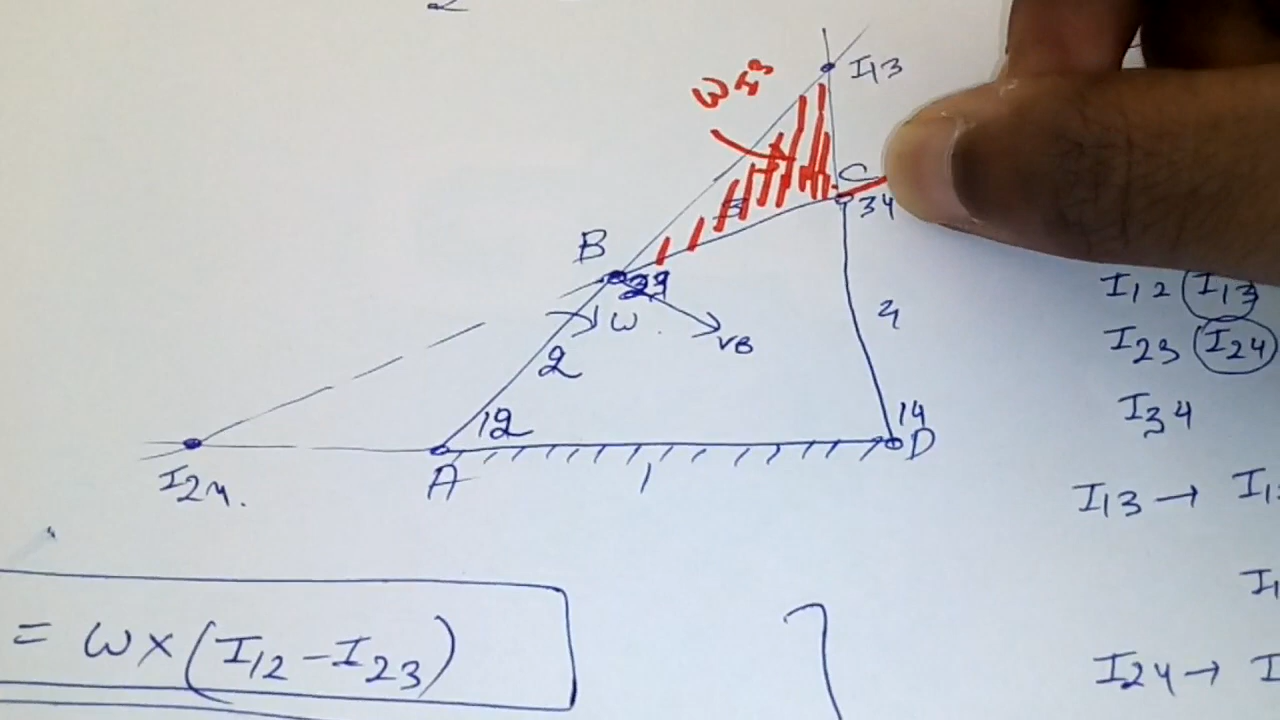 I13
C
34
B
23
ω
VB
2
4
12
14
A
D
1
I24.
I12 I13
I23 I24
I34
I13 →
= ω×(I12 – I23)
I24 →